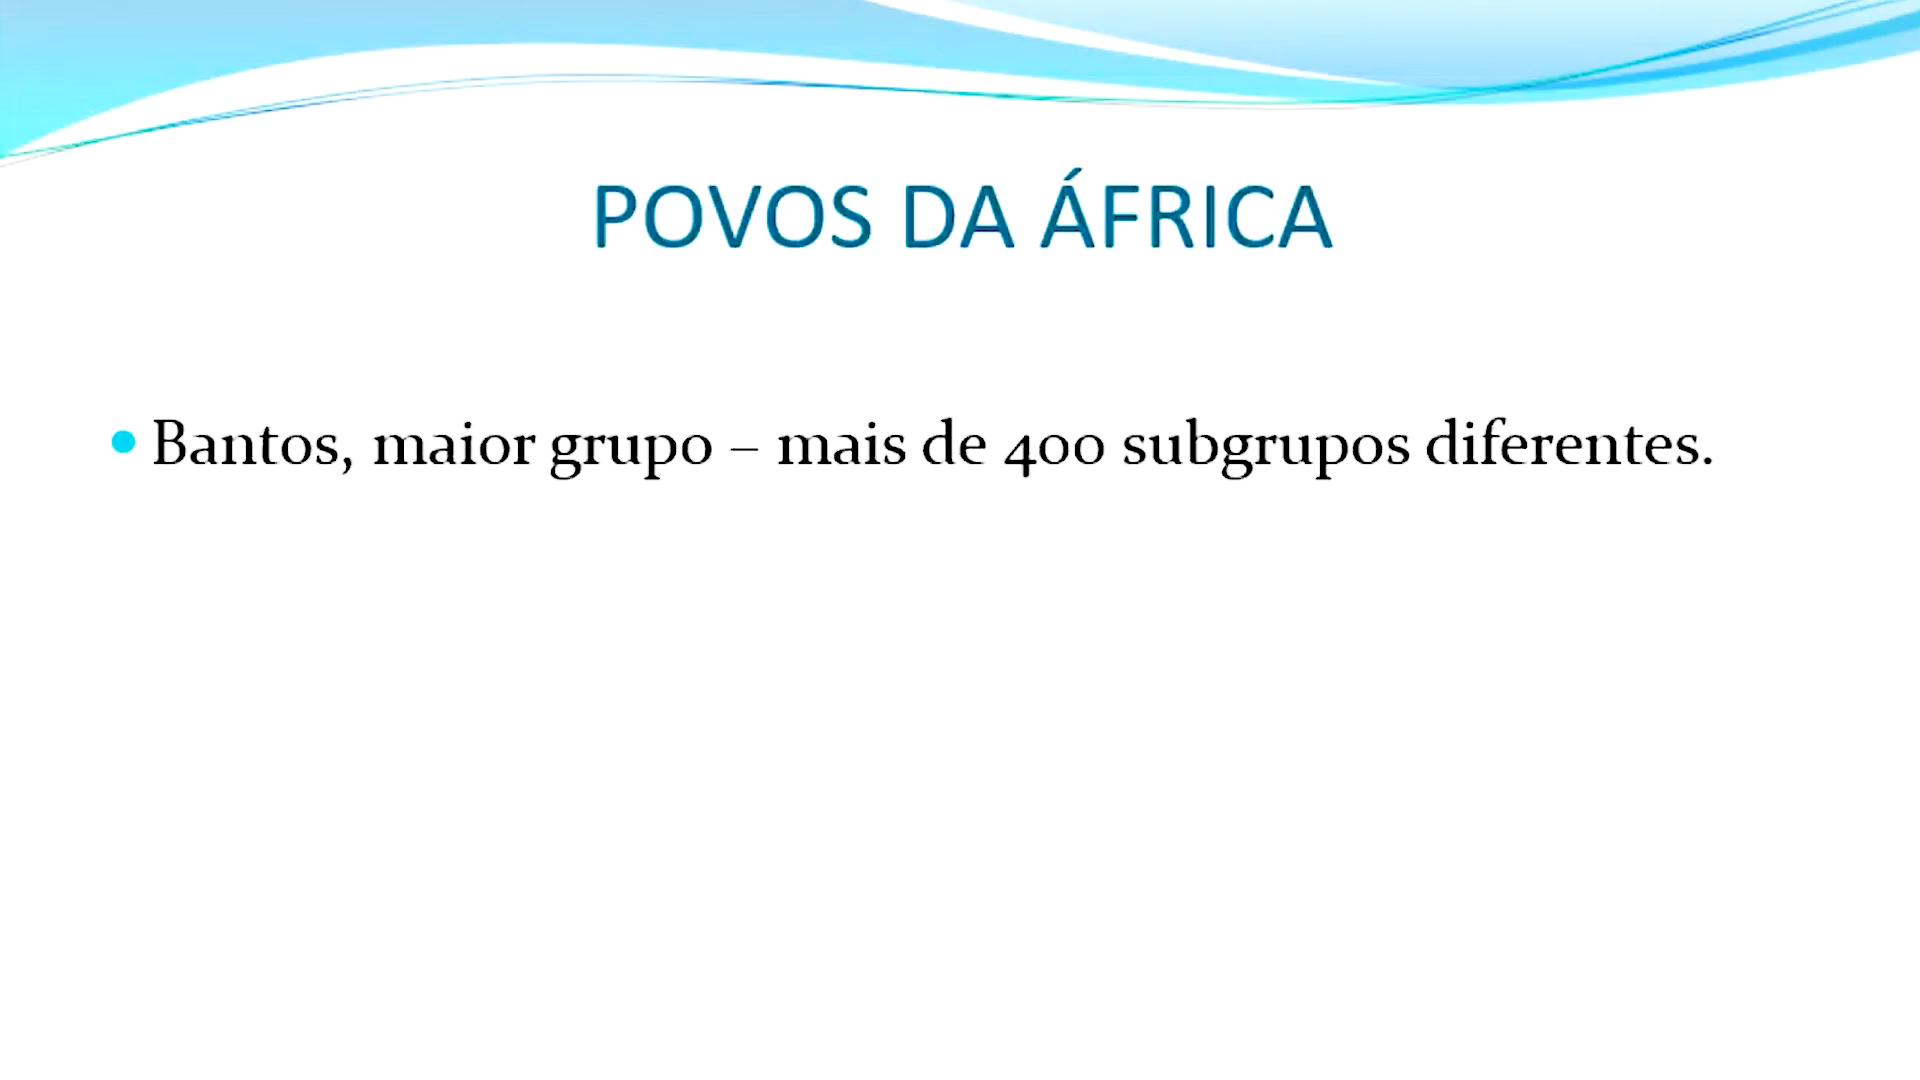 POVOS DA ÁFRICA
• Bantos, maior grupo – mais de 400 subgrupos diferentes.